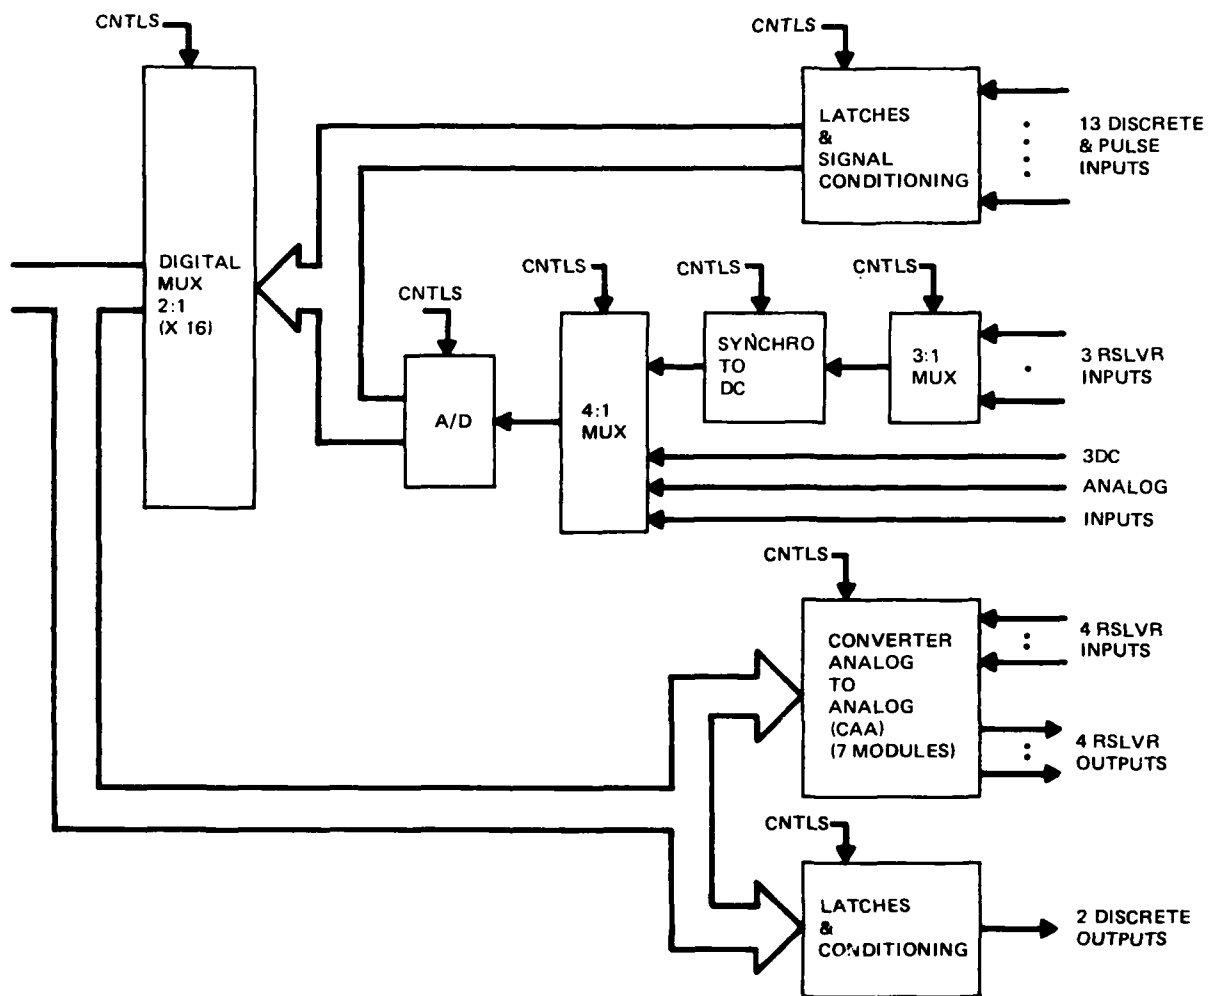 CNTLS
CNTLS
LATCHES
&
SIGNAL
CONDITIONING
13 DISCRETE
& PULSE
INPUTS
DIGITAL
MUX
2:1
(X 16)
CNTLS
CNTLS
CNTLS
CNTLS
A/D
4:1
MUX
SYNCHRO
TO
DC
3:1
MUX
3 RSLVR
INPUTS
3DC
ANALOG
INPUTS
CNTLS
CONVERTER
ANALOG
TO
ANALOG
(CAA)
(7 MODULES)
4 RSLVR
INPUTS
4 RSLVR
OUTPUTS
CNTLS
LATCHES
&
CONDITIONING
2 DISCRETE
OUTPUTS